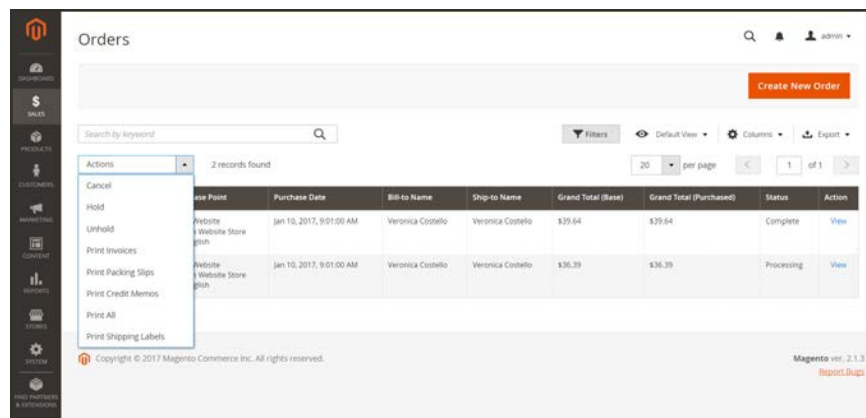 Orders
admin
DASHBOARD
Create New Order
SALES
Search by keyword
Filters
Default View
Columns
Export
PRODUCTS
Actions
2 records found
20 per page
1 of 1
CUSTOMERS
Cancel
ase Point
Purchase Date
Bill-to Name
Ship-to Name
Grand Total (Base)
Grand Total (Purchased)
Status
Action
Hold
MARKETING
Unhold
Website
Website Store
glish
Jan 10, 2017, 9:01:00 AM
Veronica Costello
Veronica Costello
$39.64
$39.64
Complete
View
CONTENT
Print Invoices
Print Packing Slips
Website
Website Store
glish
Jan 10, 2017, 9:01:00 AM
Veronica Costello
Veronica Costello
$36.39
$36.39
Processing
View
REPORTS
Print Credit Memos
Print All
STORES
Print Shipping Labels
SYSTEM
Copyright © 2017 Magento Commerce Inc. All rights reserved.
Magento ver. 2.1.3
Report Bugs
FIND PARTNERS
& EXTENSIONS